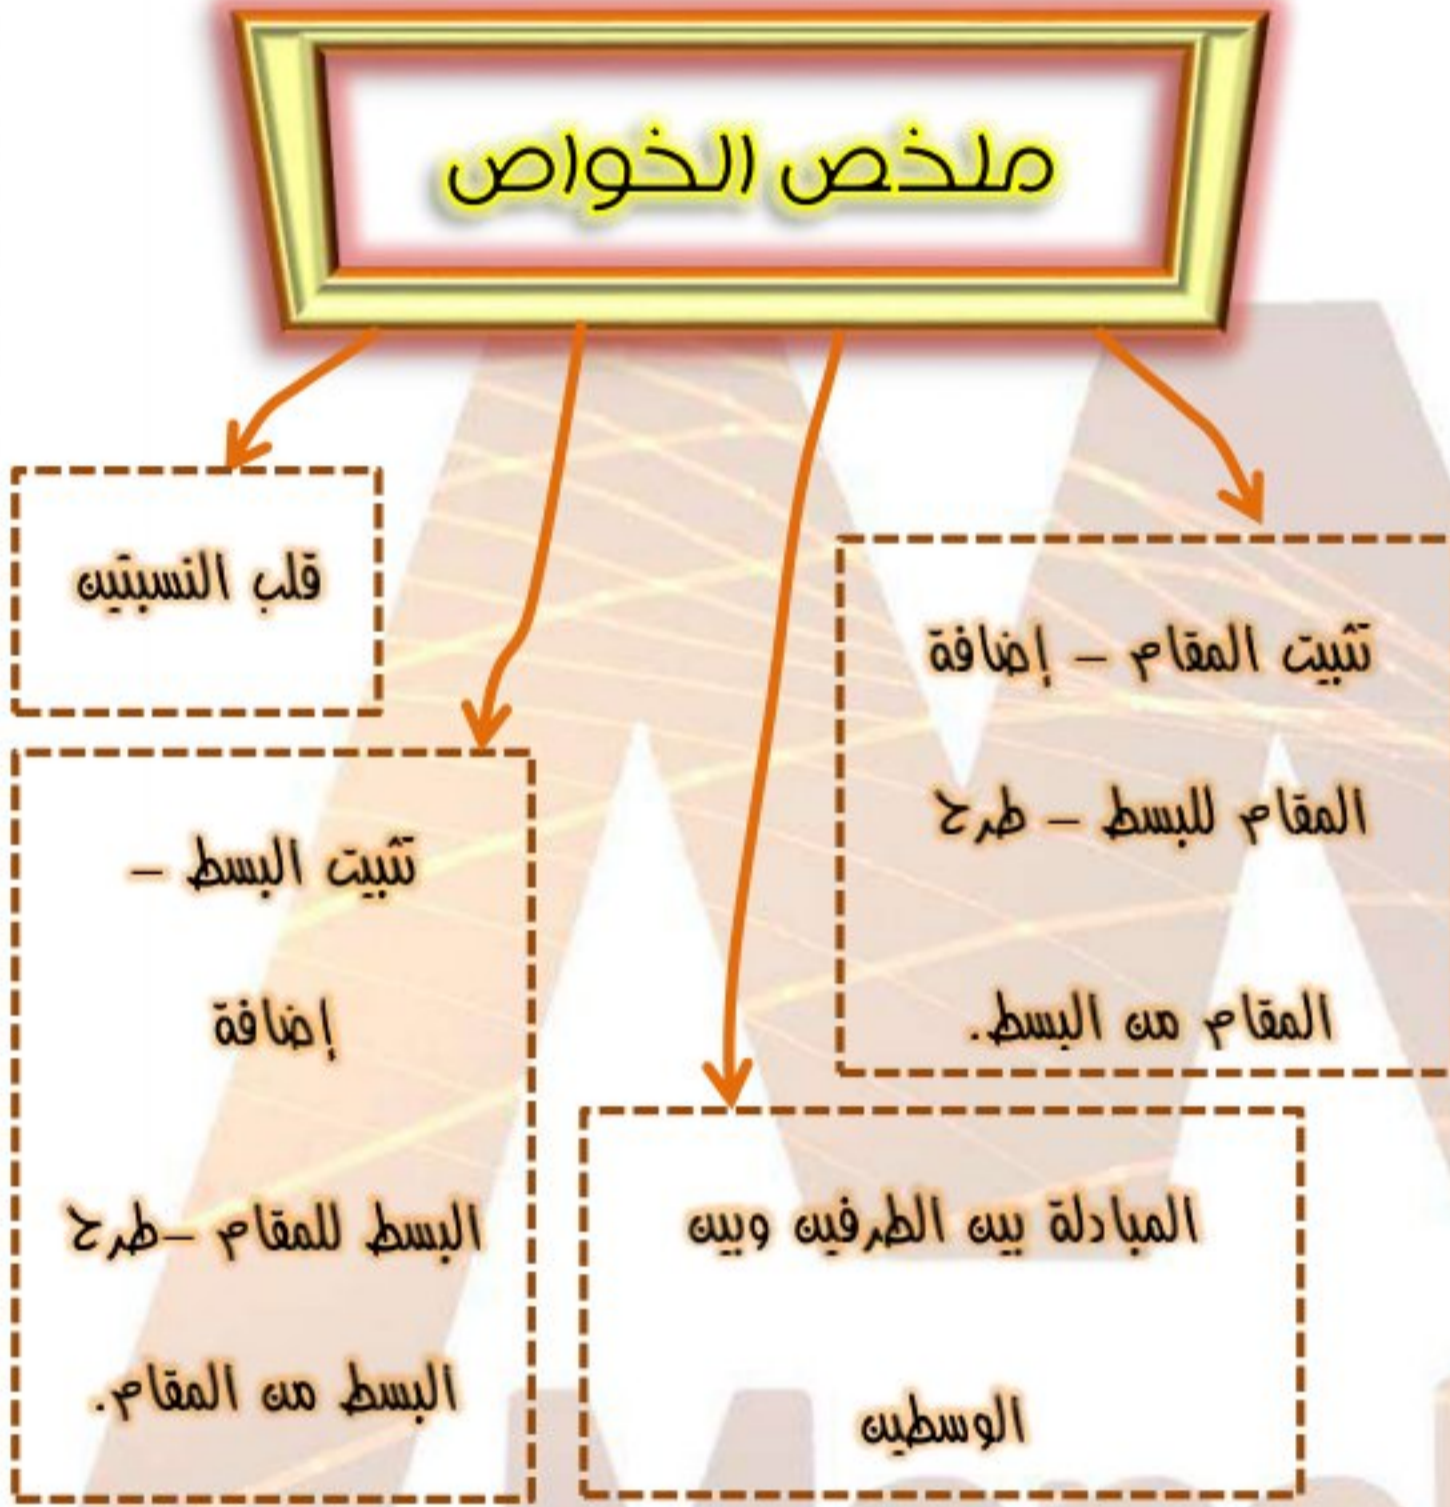 ملخص الخواص
تثبيت المقام – إضافة
المقام للبسط – طرح
المقام من البسط.
المبادلة بين الطرفين وبين
الوسطين
تثبيت البسط –
إضافة
البسط للمقام –طرح
البسط من المقام.
قلب النسبتين